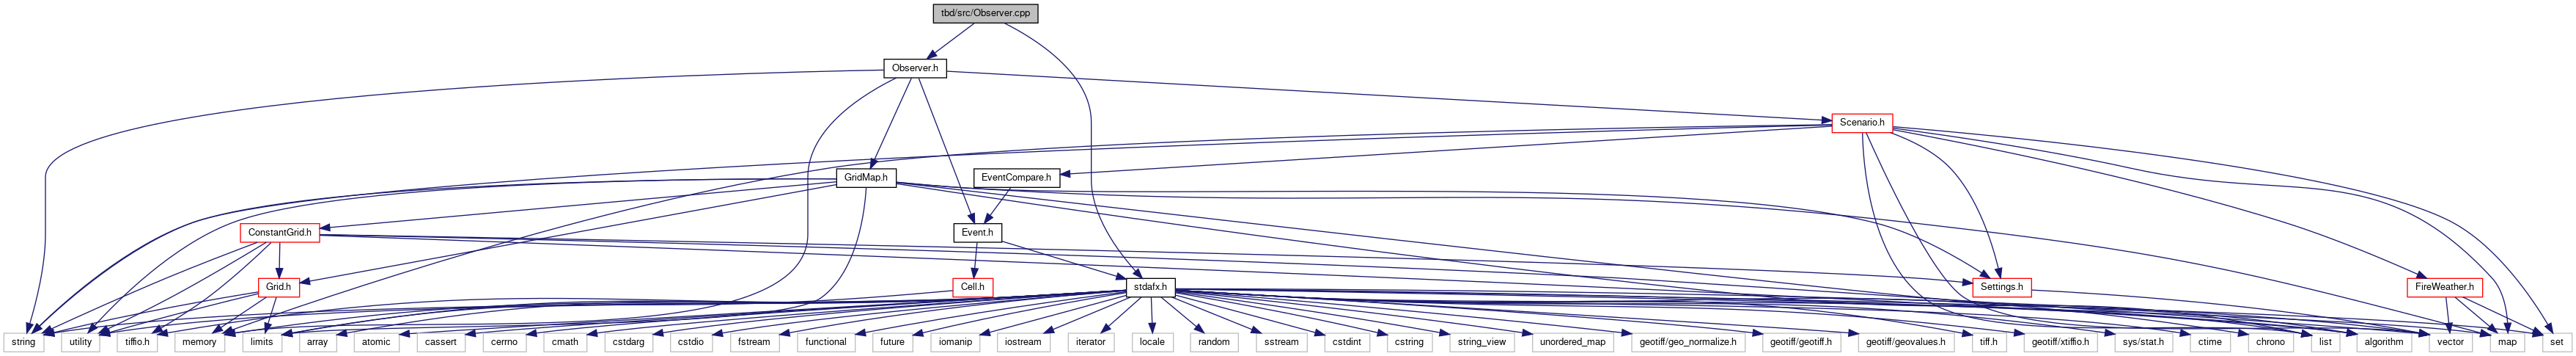 tbd/src/Observer.cpp
Observer.h
Scenario.h
GridMap.h
EventCompare.h
ConstantGrid.h
Event.h
Grid.h
Cell.h
stdafx.h
Settings.h
FireWeather.h
string
utility
tiffio.h
memory
limits
array
atomic
cassert
cerrno
cmath
cstdarg
cstdio
fstream
functional
future
iomanip
iostream
iterator
locale
random
sstream
cstdint
cstring
string_view
unordered_map
geotiff/geo_normalize.h
geotiff/geotiff.h
geotiff/geovalues.h
tiff.h
geotiff/xtiffio.h
sys/stat.h
ctime
chrono
list
algorithm
vector
map
set